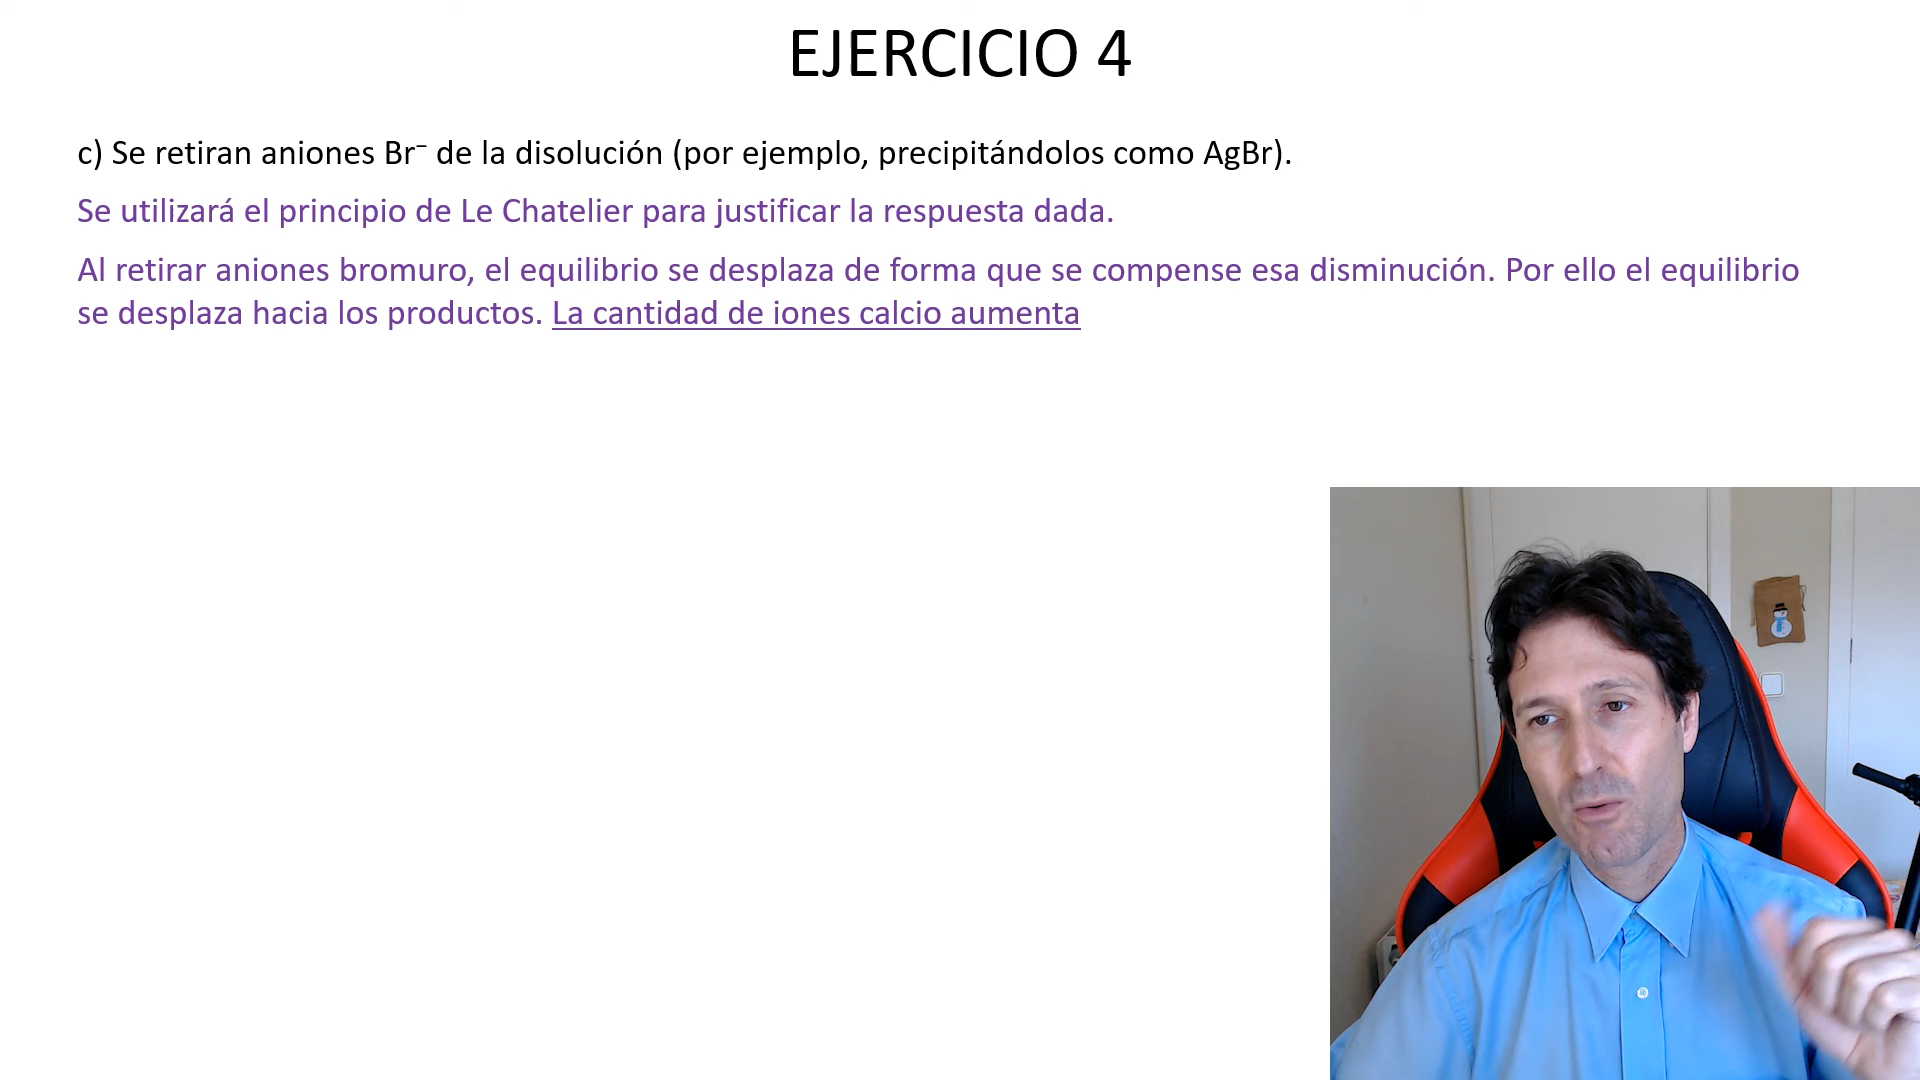 EJERCICIO 4
c) Se retiran aniones Br⁻ de la disolución (por ejemplo, precipitándolos como AgBr).
Se utilizará el principio de Le Chatelier para justificar la respuesta dada.
Al retirar aniones bromuro, el equilibrio se desplaza de forma que se compense esa disminución. Por ello el equilibrio
se desplaza hacia los productos. La cantidad de iones calcio aumenta